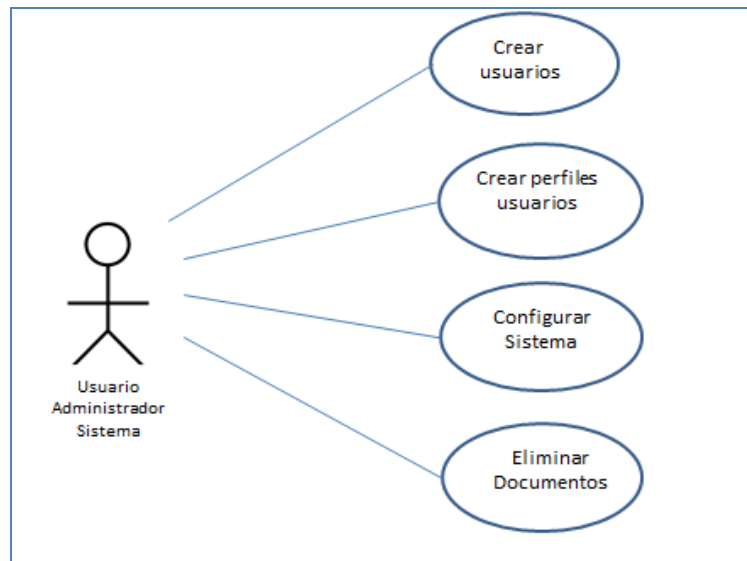 Crear
usuarios
Crear perfiles
usuarios
Configurar
Sistema
Eliminar
Documentos
Usuario
Administrador
Sistema